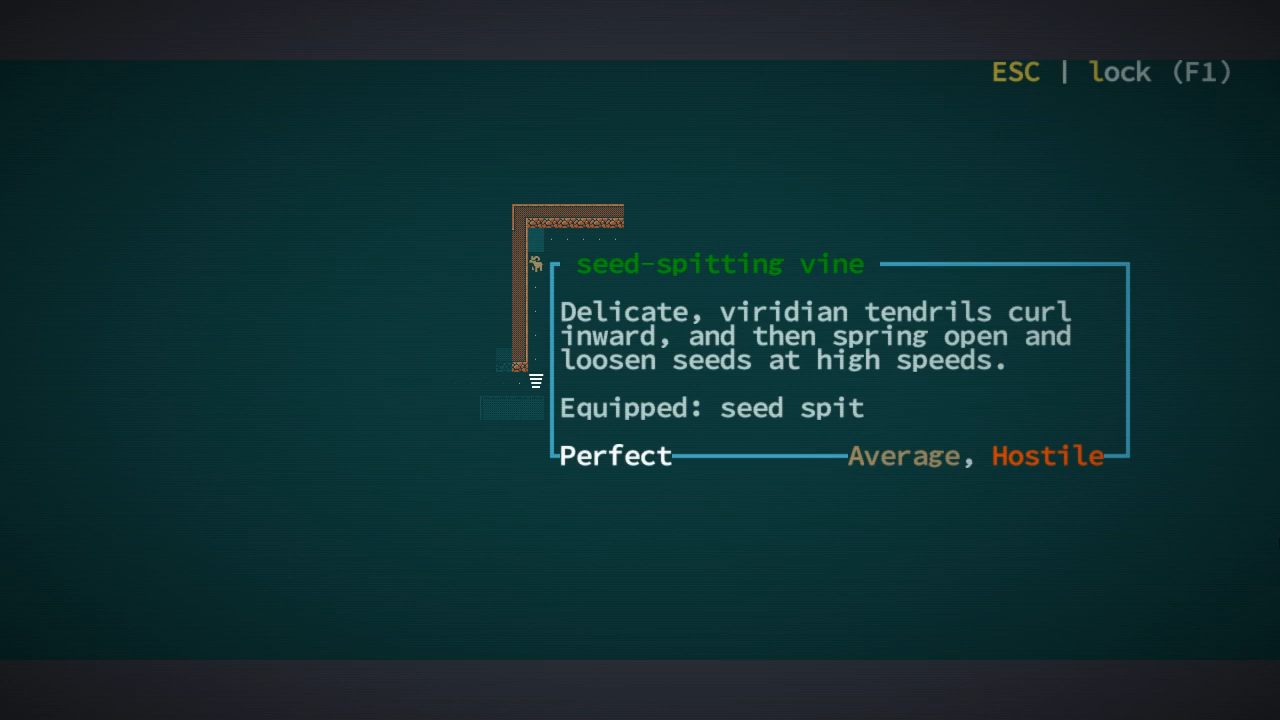 ESC | lock (F1)
seed-spitting vine
Delicate, viridian tendrils curl
inward, and then spring open and
loosen seeds at high speeds.
Equipped: seed spit
Perfect Average, Hostile